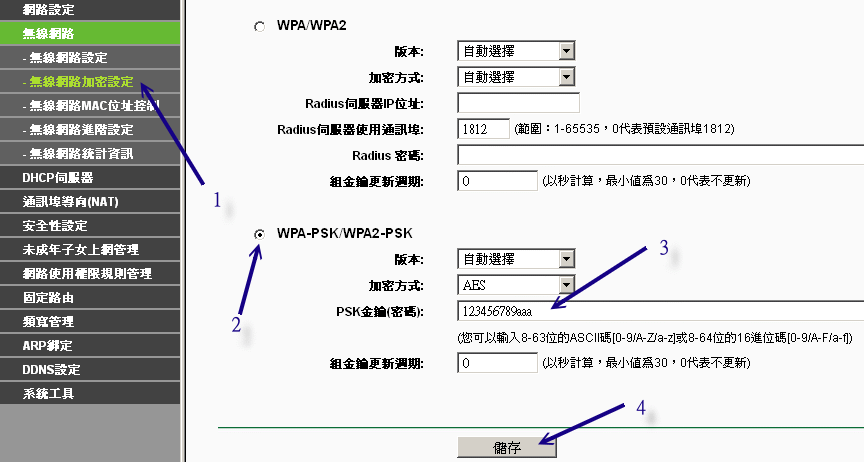 網路設定
無線網路
- 無線網路設定
- 無線網路加密設定
- 無線網路MAC位址控制
- 無線網路進階設定
- 無線網路統計資訊
DHCP伺服器
通訊埠導向(NAT)
安全性設定
未成年子女上網管理
網路使用權限規則管理
固定路由
頻寬管理
ARP綁定
DDNS設定
系統工具
1
WPA/WPA2
版本: 自動選擇
加密方式: 自動選擇
Radius伺服器IP位址:
Radius伺服器使用通訊埠: 1812 (範圍：1-65535，0代表預設通訊埠1812)
Radius 密碼:
組金鑰更新週期: 0 (以秒計算，最小值為30，0代表不更新)
WPA-PSK/WPA2-PSK
2
3
版本: 自動選擇
加密方式: AES
PSK金鑰(密碼): 123456789aaa
(您可以輸入8-63位的ASCII碼[0-9/A-Z/a-z]或8-64位的16進位碼[0-9/A-F/a-f])
組金鑰更新週期: 0 (以秒計算，最小值為30，0代表不更新)
4
儲存